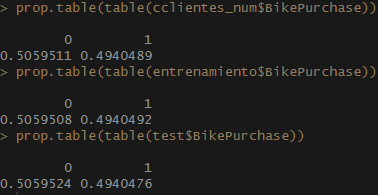 > prop.table(table(cclientes_num$BikePurchase))
0 1
0.5059511 0.4940489
> prop.table(table(entrenamiento$BikePurchase))
0 1
0.5059508 0.4940492
> prop.table(table(test$BikePurchase))
0 1
0.5059524 0.4940476